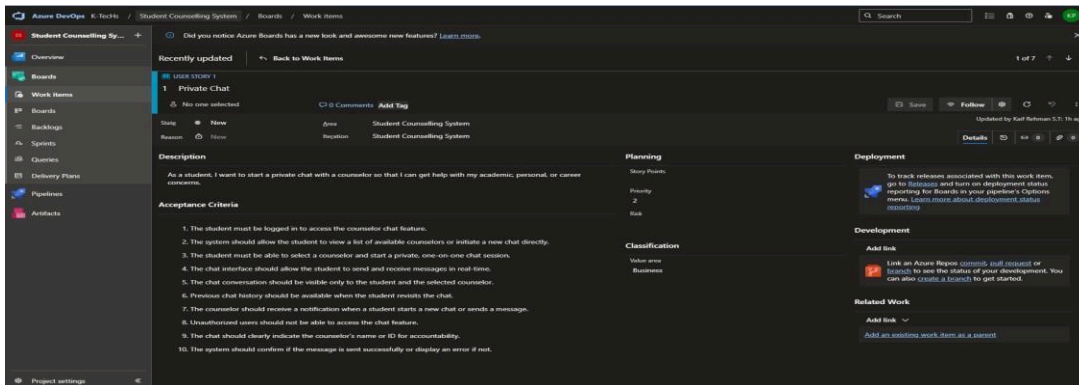 Azure DevOps K-TecHs / Student Counselling System / Boards / Work items
Search
KP
SS Student Counselling Sy... +
Did you notice Azure Boards has a new look and awesome new features? Learn more.
Overview
Boards
Work items
Boards
Backlogs
Sprints
Queries
Delivery Plans
Pipelines
Artifacts
Project settings
Recently updated
Back to Work Items
1 of 7
USER STORY 1
1 Private Chat
No one selected
0 Comments
Add Tag
Save
Follow
State New
Area Student Counselling System
Updated by Kaif Rehman S.T: 1h ag
Reason New
Iteration Student Counselling System
Details
0
0
Description
As a student, I want to start a private chat with a counselor so that I can get help with my academic, personal, or career
concerns.
Acceptance Criteria
1. The student must be logged in to access the counselor chat feature.
2. The system should allow the student to view a list of available counselors or initiate a new chat directly.
3. The student must be able to select a counselor and start a private, one-on-one chat session.
4. The chat interface should allow the student to send and receive messages in real-time.
5. The chat conversation should be visible only to the student and the selected counselor.
6. Previous chat history should be available when the student revisits the chat.
7. The counselor should receive a notification when a student starts a new chat or sends a message.
8. Unauthorized users should not be able to access the chat feature.
9. The chat should clearly indicate the counselor's name or ID for accountability.
10. The system should confirm if the message is sent successfully or display an error if not.
Planning
Story Points
Priority
2
Risk
Classification
Value area
Business
Deployment
To track releases associated with this work item,
go to Releases and turn on deployment status
reporting for Boards in your pipeline's Options
menu. Learn more about deployment status
reporting
Development
Add link
Link an Azure Repos commit, pull request or
branch to see the status of your development. You
can also create a branch to get started.
Related Work
Add link
Add an existing work item as a parent